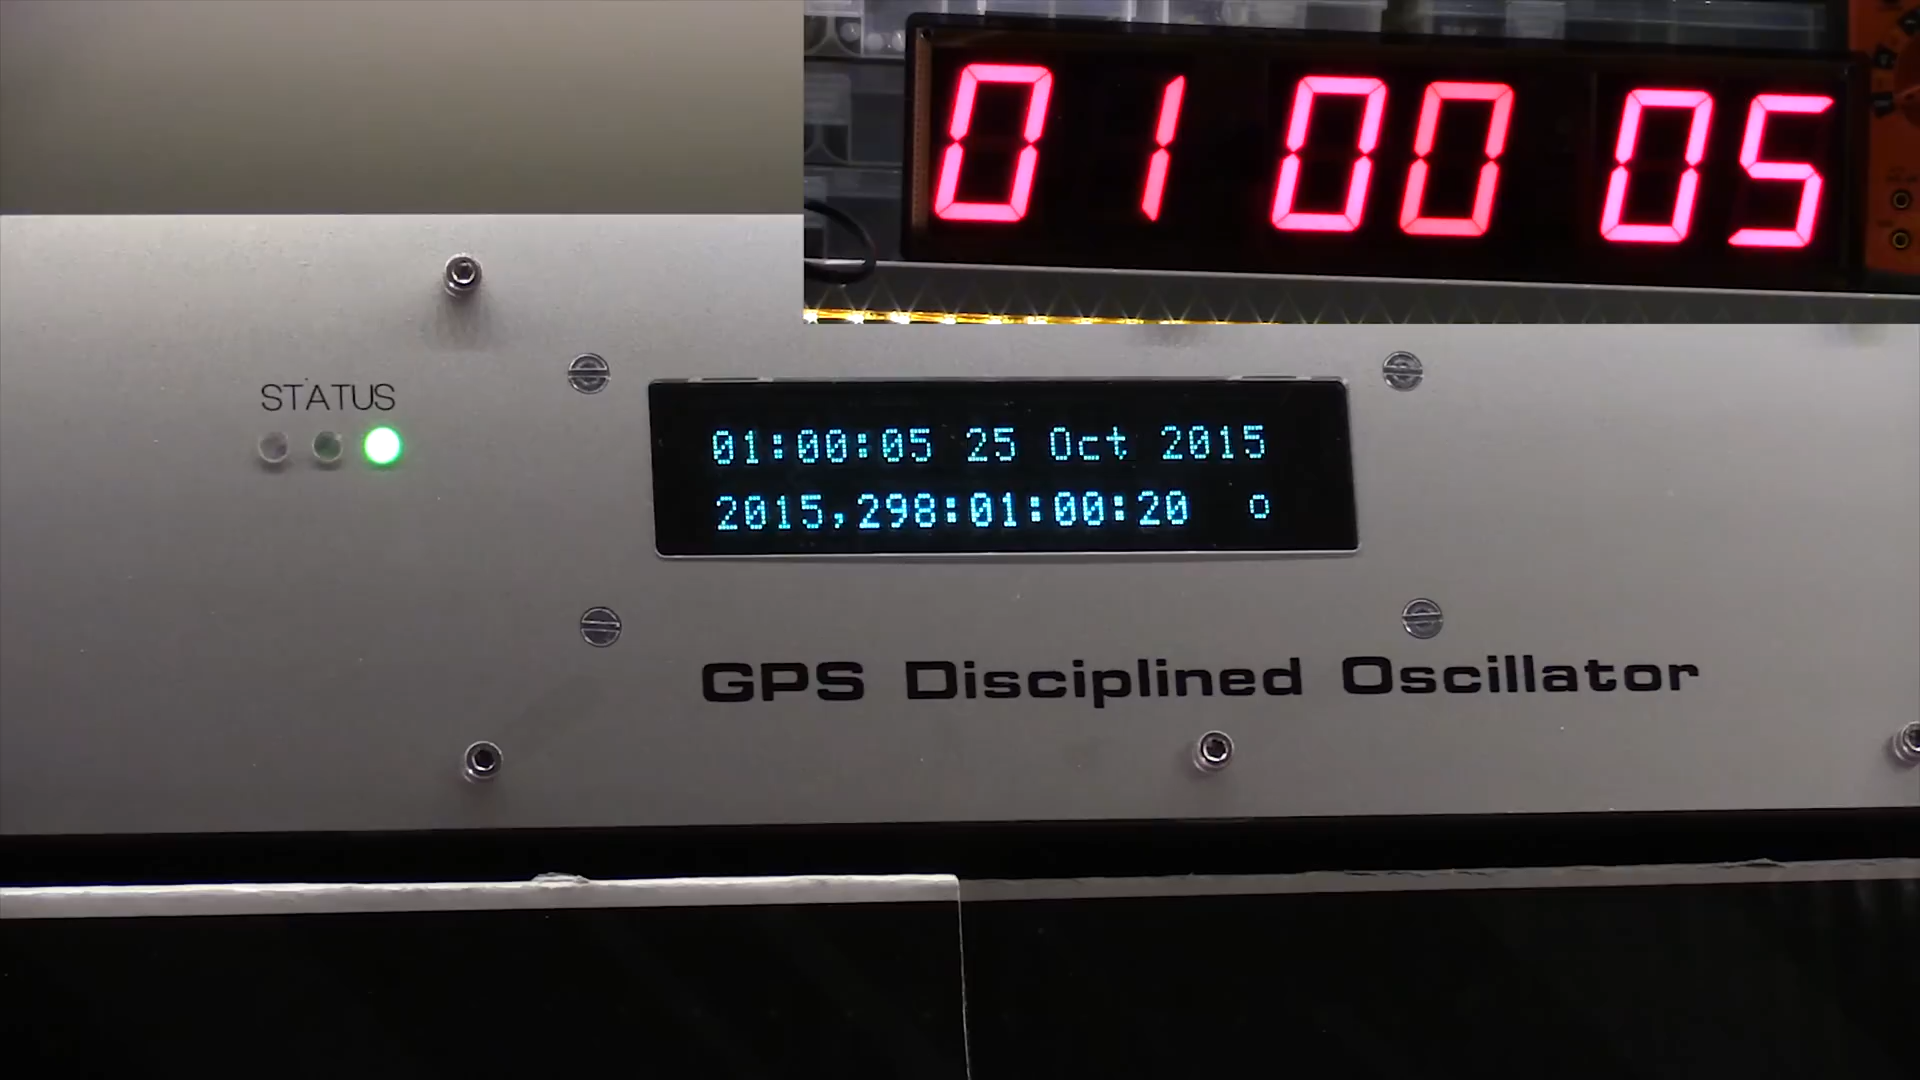 01 00 05
STATUS
01:00:05 25 Oct 2015
2015,298:01:00:20 o
GPS Disciplined Oscillator